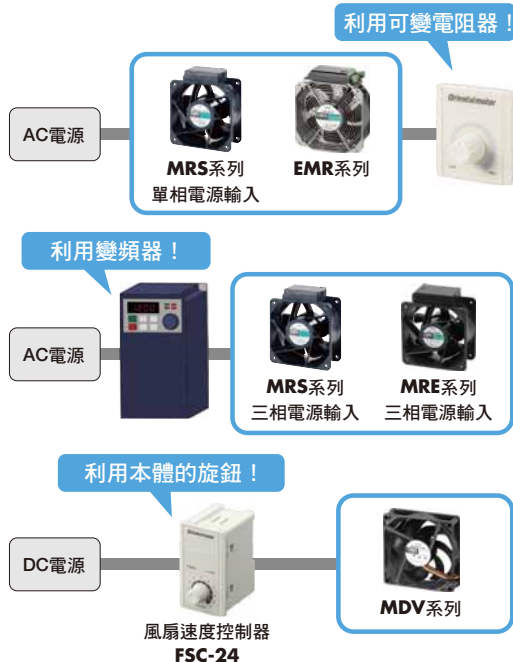 利用可變電阻器！
Orientalmotor
AC電源
MRS系列
單相電源輸入
EMR系列
利用變頻器！
AC電源
MRS系列
三相電源輸入
MRE系列
三相電源輸入
利用本體的旋鈕！
DC電源
風扇速度控制器
FSC-24
MDV系列